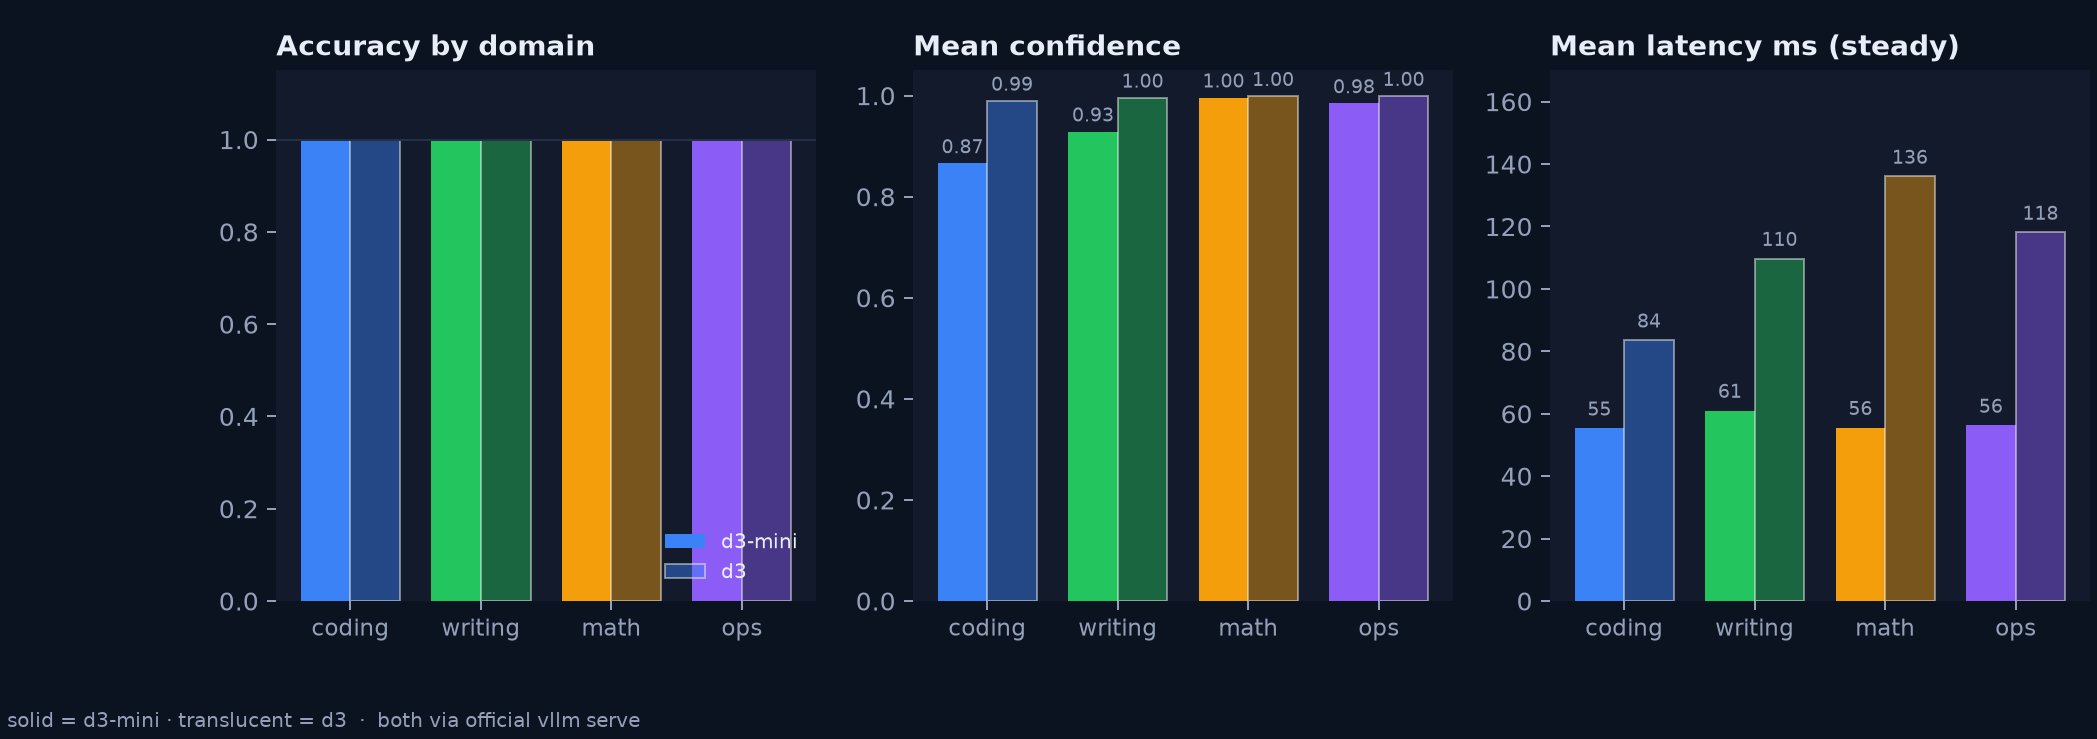 Accuracy by domain
1.0
0.8
0.6
0.4
0.2
0.0
coding writing math ops
d3-mini
d3
Mean confidence
1.0
0.8
0.6
0.4
0.2
0.0
0.87 0.99 0.93 1.00 1.00 1.00 0.98 1.00
coding writing math ops
Mean latency ms (steady)
160
140
120
100
80
60
40
20
0
55 84 61 110 56 136 56 118
coding writing math ops
solid = d3-mini · translucent = d3 · both via official vllm serve